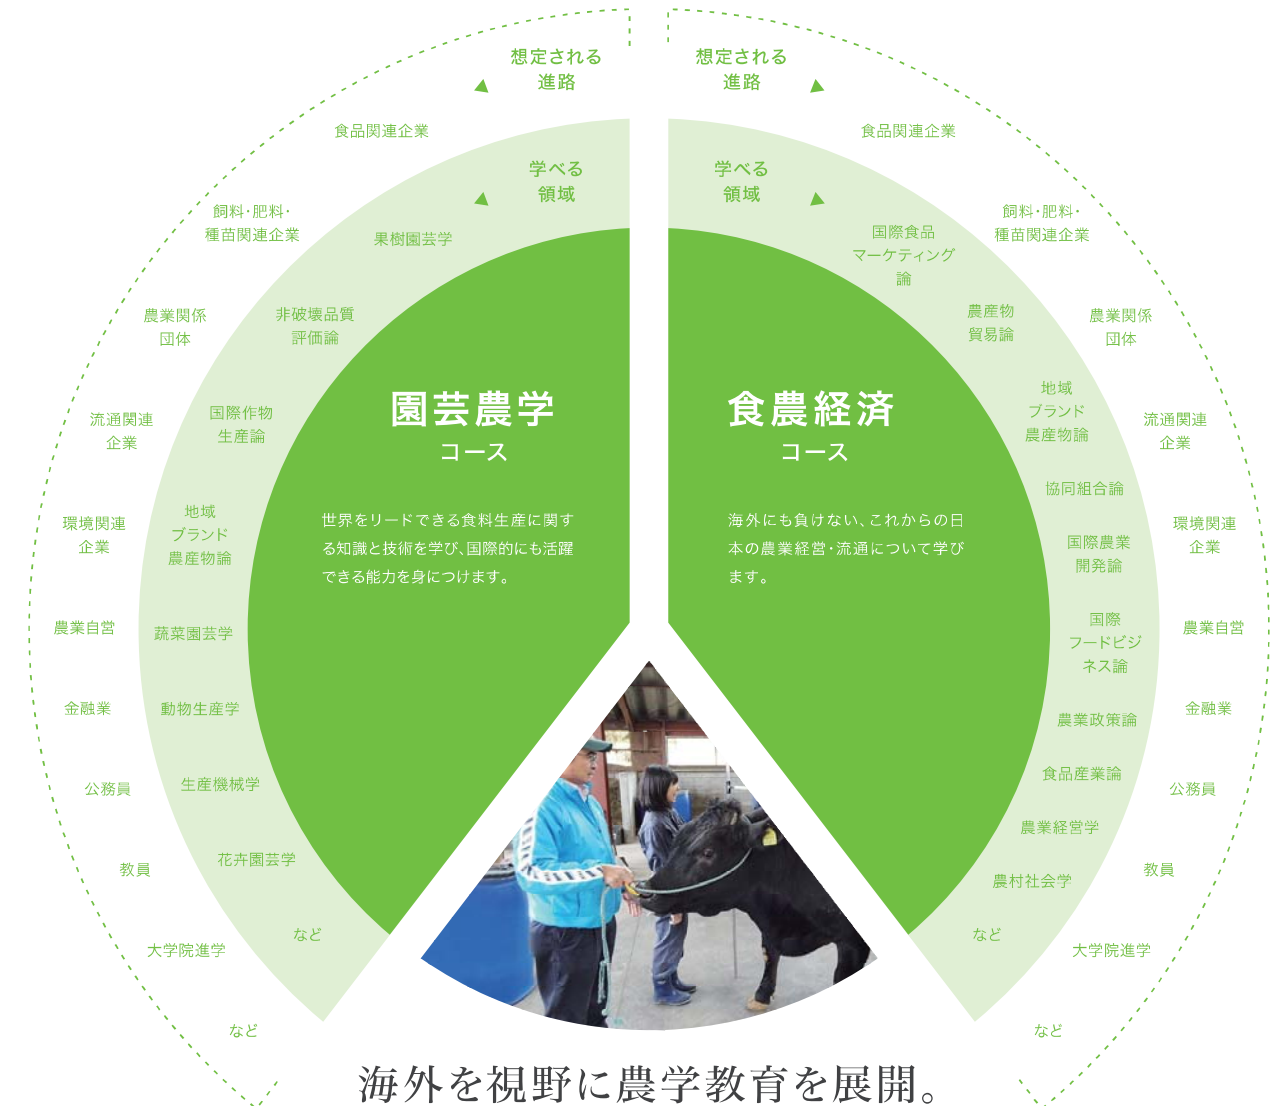 想定される
進路
食品関連企業
飼料・肥料・
種苗関連企業
農業関係
団体
流通関連
企業
環境関連
企業
農業自営
金融業
公務員
教員
大学院進学
など
学べる
領域
果樹園芸学
非破壊品質
評価論
国際作物
生産論
地域
ブランド
農産物論
蔬菜園芸学
動物生産学
生産機械学
花卉園芸学
など
園芸農学
コース
世界をリードできる食料生産に関す
る知識と技術を学び、国際的にも活躍
できる能力を身につけます。
想定される
進路
食品関連企業
飼料・肥料・
種苗関連企業
農業関係
団体
流通関連
企業
環境関連
企業
農業自営
金融業
公務員
教員
大学院進学
など
学べる
領域
国際食品
マーケティング
論
農産物
貿易論
地域
ブランド
農産物論
協同組合論
国際農業
開発論
国際
フードビジ
ネス論
農業政策論
食品産業論
農業経営学
農村社会学
など
食農経済
コース
海外にも負けない、これからの日
本の農業経営・流通について学び
ます。
海外を視野に農学教育を展開。